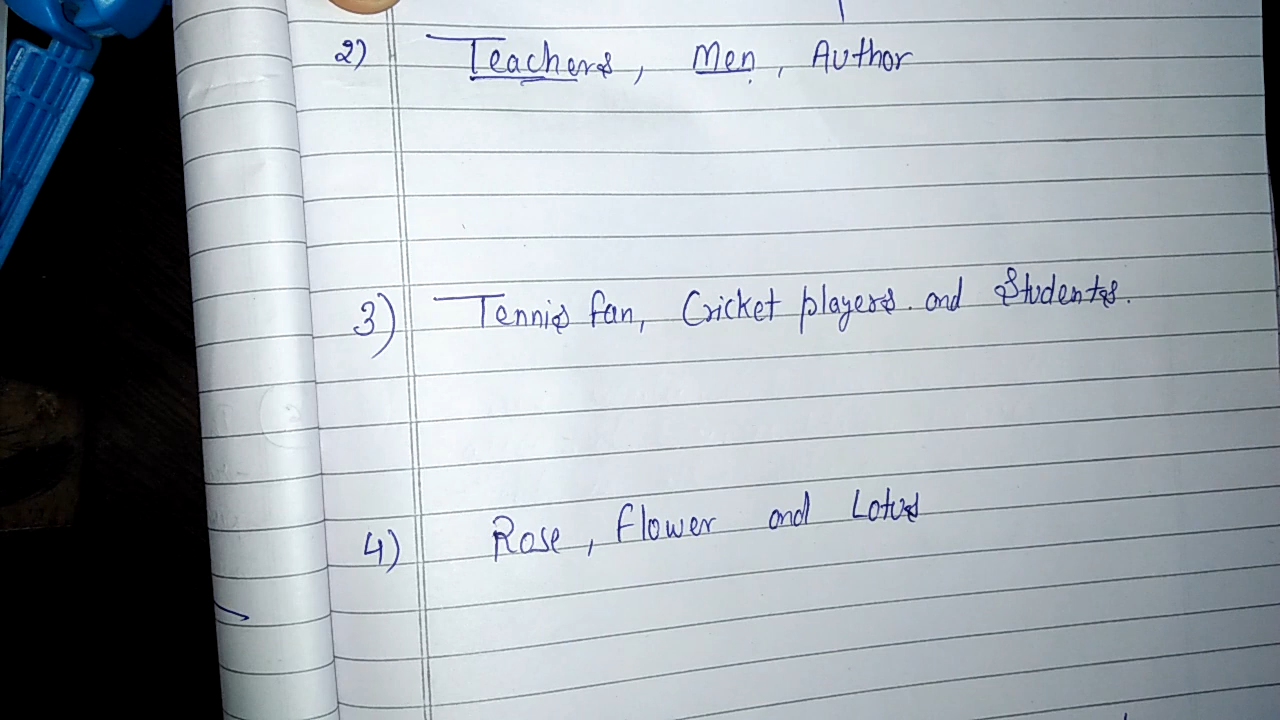 2) Teachers, Men, Author
3) Tennis fan, Cricket players. and Students.
4) Rose, flower and Lotus